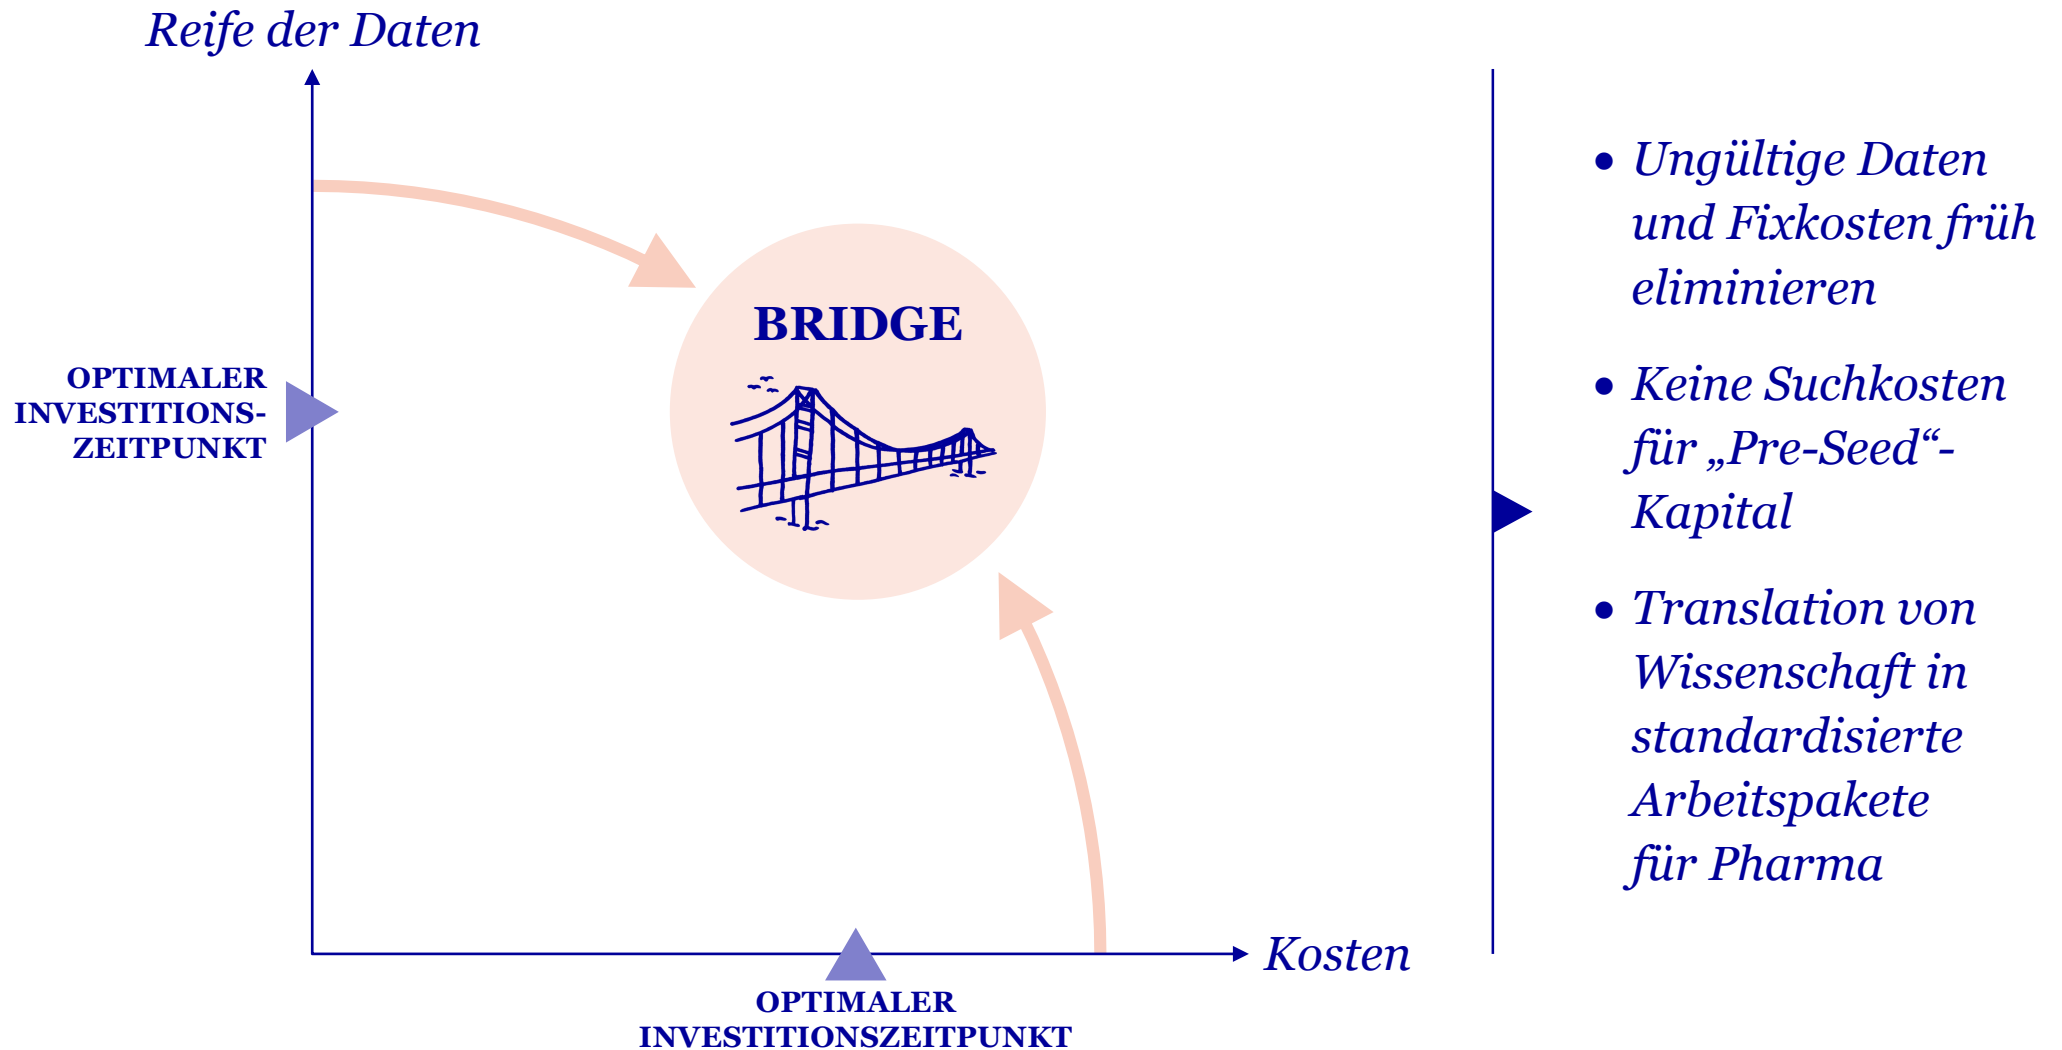 Reife der Daten
BRIDGE
OPTIMALER
INVESTITIONS-
ZEITPUNKT
Kosten
OPTIMALER
INVESTITIONSZEITPUNKT
• Ungültige Daten
und Fixkosten früh
eliminieren
• Keine Suchkosten
für „Pre-Seed“-
Kapital
• Translation von
Wissenschaft in
standardisierte
Arbeitspakete
für Pharma